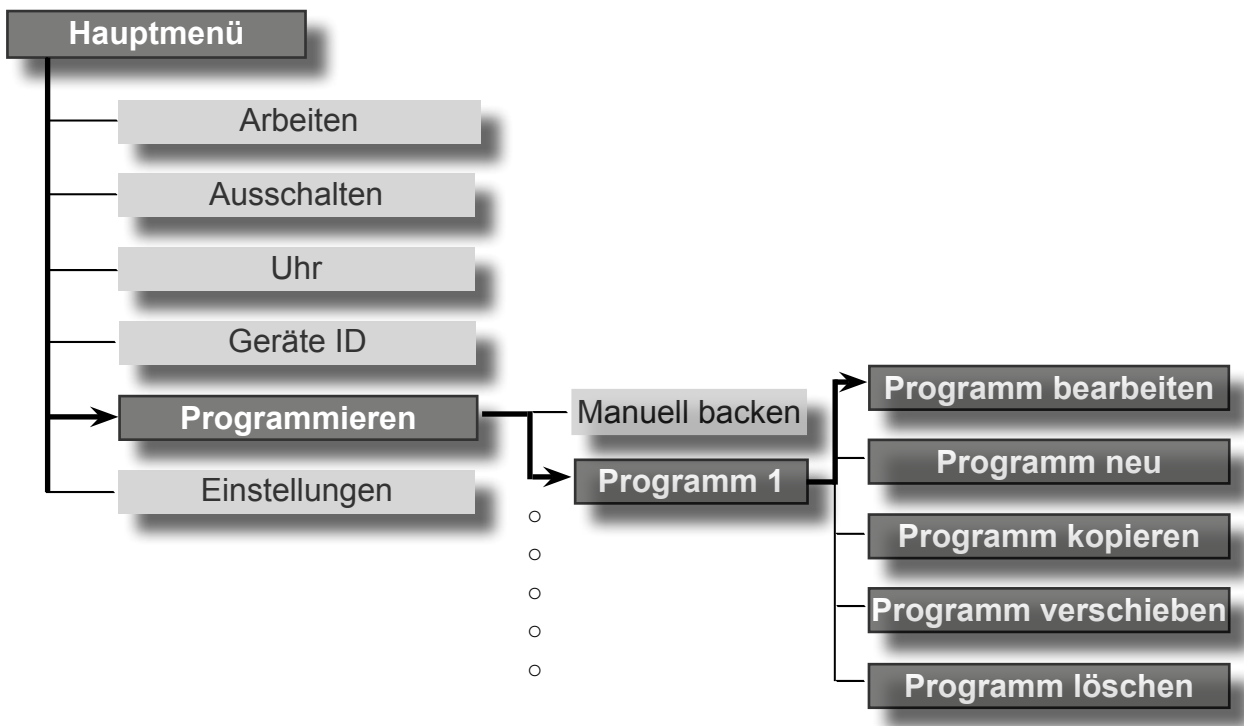 Hauptmenü
Arbeiten
Ausschalten
Uhr
Geräte ID
Programmieren
Einstellungen
Manuell backen
Programm 1
Programm bearbeiten
Programm neu
Programm kopieren
Programm verschieben
Programm löschen